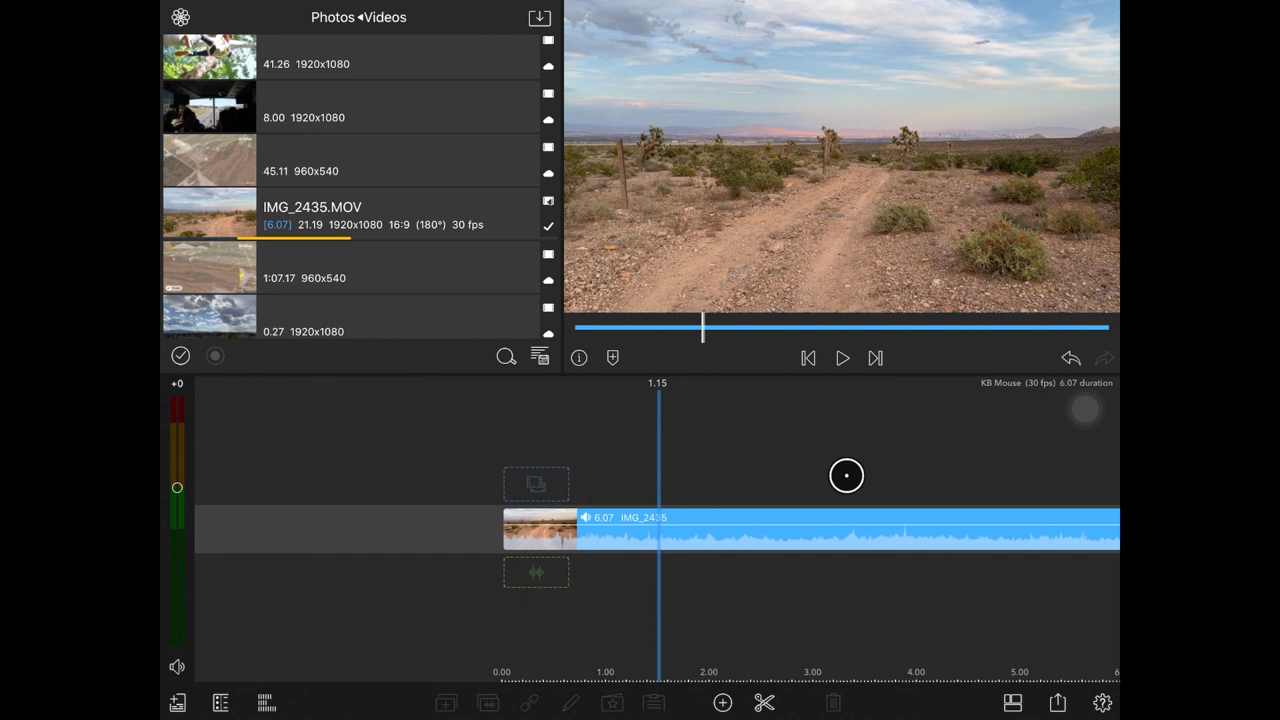 Photos◂Videos
41.26 1920x1080
8.00 1920x1080
45.11 960x540
IMG_2435.MOV
[6.07] 21.19 1920x1080 16:9 (180°) 30 fps
1:07.17 960x540
0.27 1920x1080
+0
1.15
KB Mouse (30 fps) 6.07 duration
6.07 IMG_2435
0.00 1.00 2.00 3.00 4.00 5.00 6